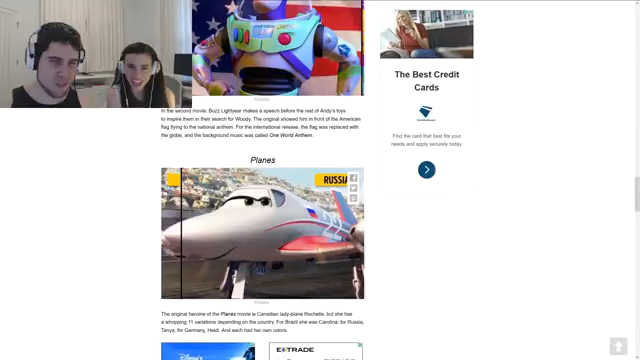 The Best Credit
Cards
Find the card that best fits your
needs and apply securely today.
In the second movie, Buzz Lightyear makes a speech before the rest of Andy's toys
to inspire them in their search for Woody. The original showed him in front of the American
flag flying to the national anthem. For the international release, the flag was replaced with
the globe, and the background music was called One World Anthem.
Planes
RUSSIA
The original heroine of the Planes movie is Canadian lady-plane Rochelle, but she has
a whopping 11 variations depending on the country. For Brazil she was Carolina; for Russia,
Tanya; for Germany, Heidi. And each had her own colors.
E*TRADE